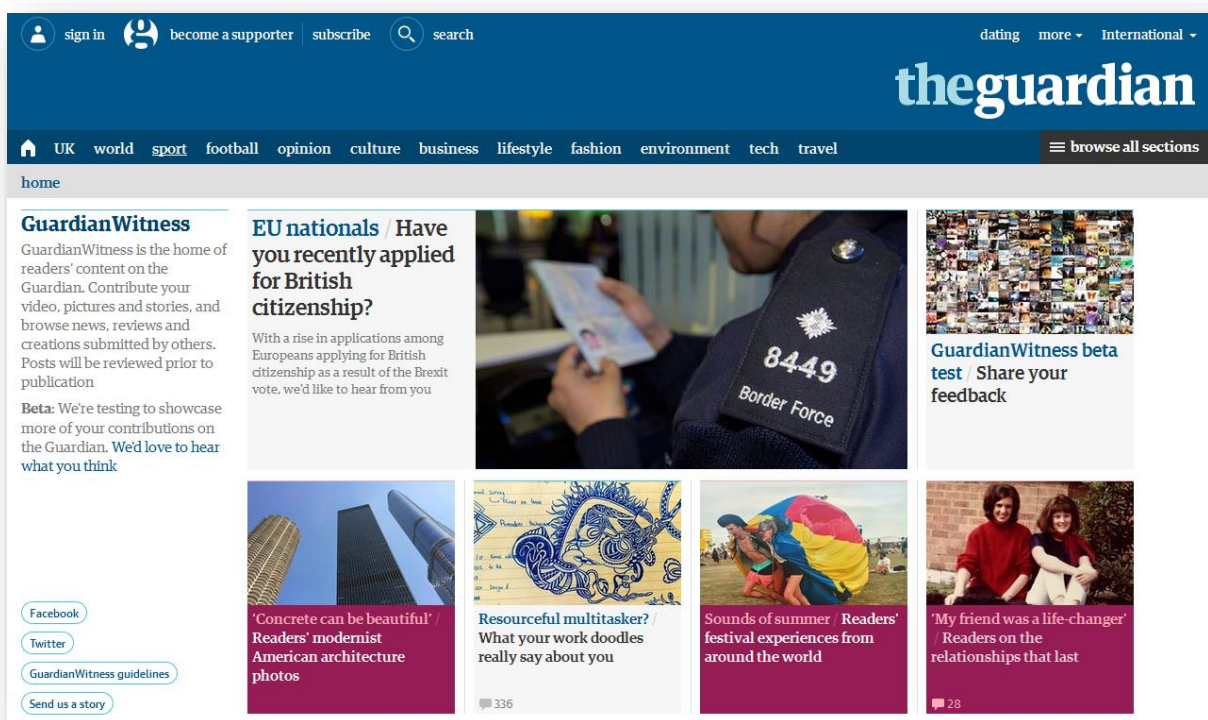 sign in
become a supporter
subscribe
search
dating
more
International
theguardian
UK world sport football opinion culture business lifestyle fashion environment tech travel
browse all sections
home
GuardianWitness
GuardianWitness is the home of
readers' content on the
Guardian. Contribute your
video, pictures and stories, and
browse news, reviews and
creations submitted by others.
Posts will be reviewed prior to
publication
Beta: We're testing to showcase
more of your contributions on
the Guardian. We'd love to hear
what you think
Facebook
Twitter
GuardianWitness guidelines
Send us a story
EU nationals / Have
you recently applied
for British
citizenship?
With a rise in applications among
Europeans applying for British
citizenship as a result of the Brexit
vote, we'd like to hear from you
8449
Border Force
GuardianWitness beta
test / Share your
feedback
'Concrete can be beautiful' /
Readers' modernist
American architecture
photos
Resourceful multitasker? /
What your work doodles
really say about you
336
Sounds of summer / Readers'
festival experiences from
around the world
'My friend was a life-changer'
/ Readers on the
relationships that last
28